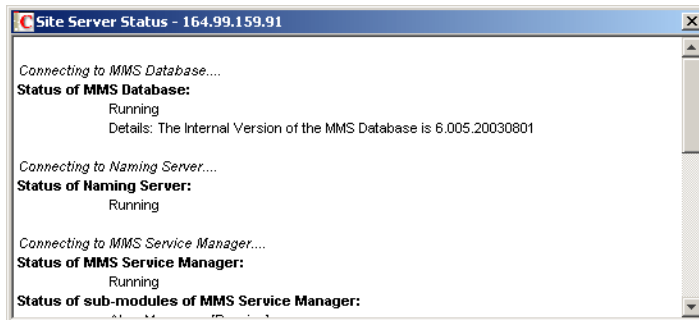 Site Server Status - 164.99.159.91
Connecting to MMS Database....
Status of MMS Database:
Running
Details: The Internal Version of the MMS Database is 6.005.20030801
Connecting to Naming Server....
Status of Naming Server:
Running
Connecting to MMS Service Manager....
Status of MMS Service Manager:
Running
Status of sub-modules of MMS Service Manager: